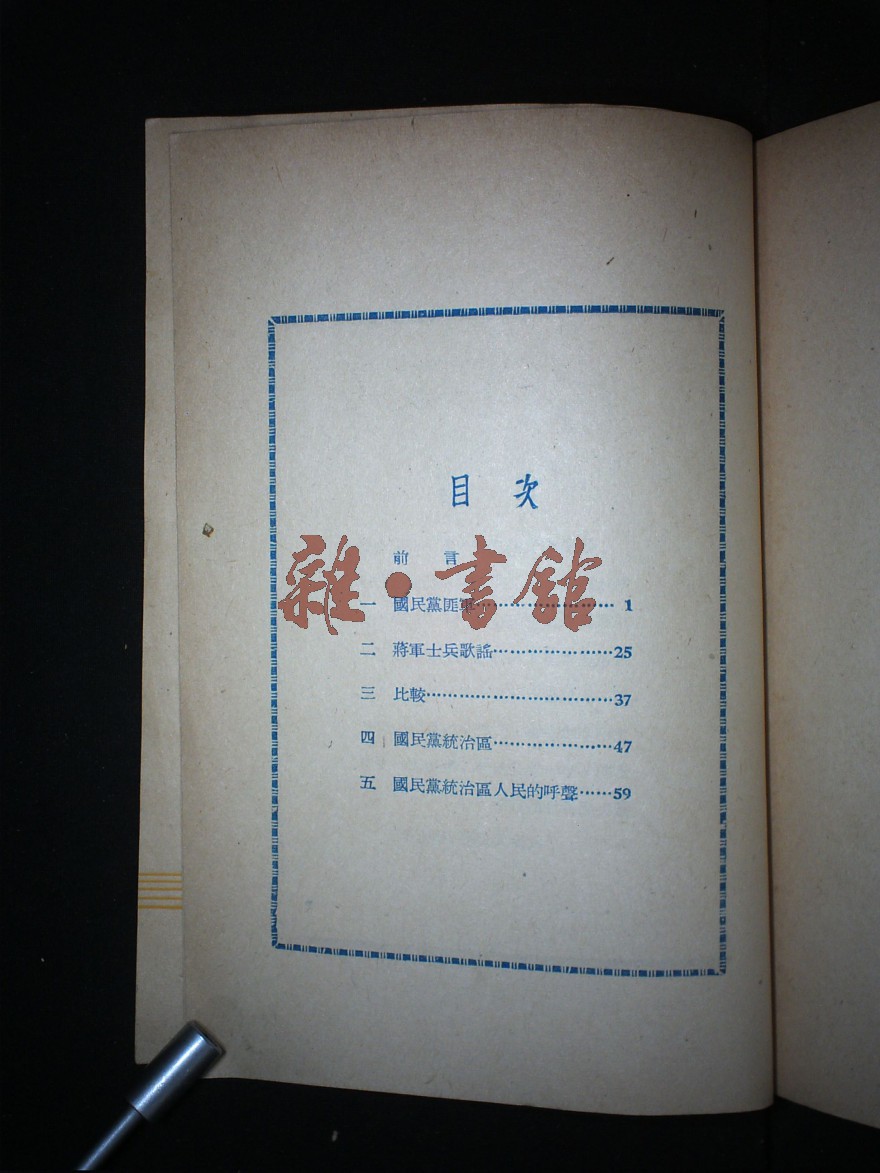 目次
前言
一 國民黨匪軍…………………… 1
二 蔣軍士兵歌謠…………………25
三 比較……………………………37
四 國民黨統治區…………………47
五 國民黨統治區人民的呼聲……59
雜·書館